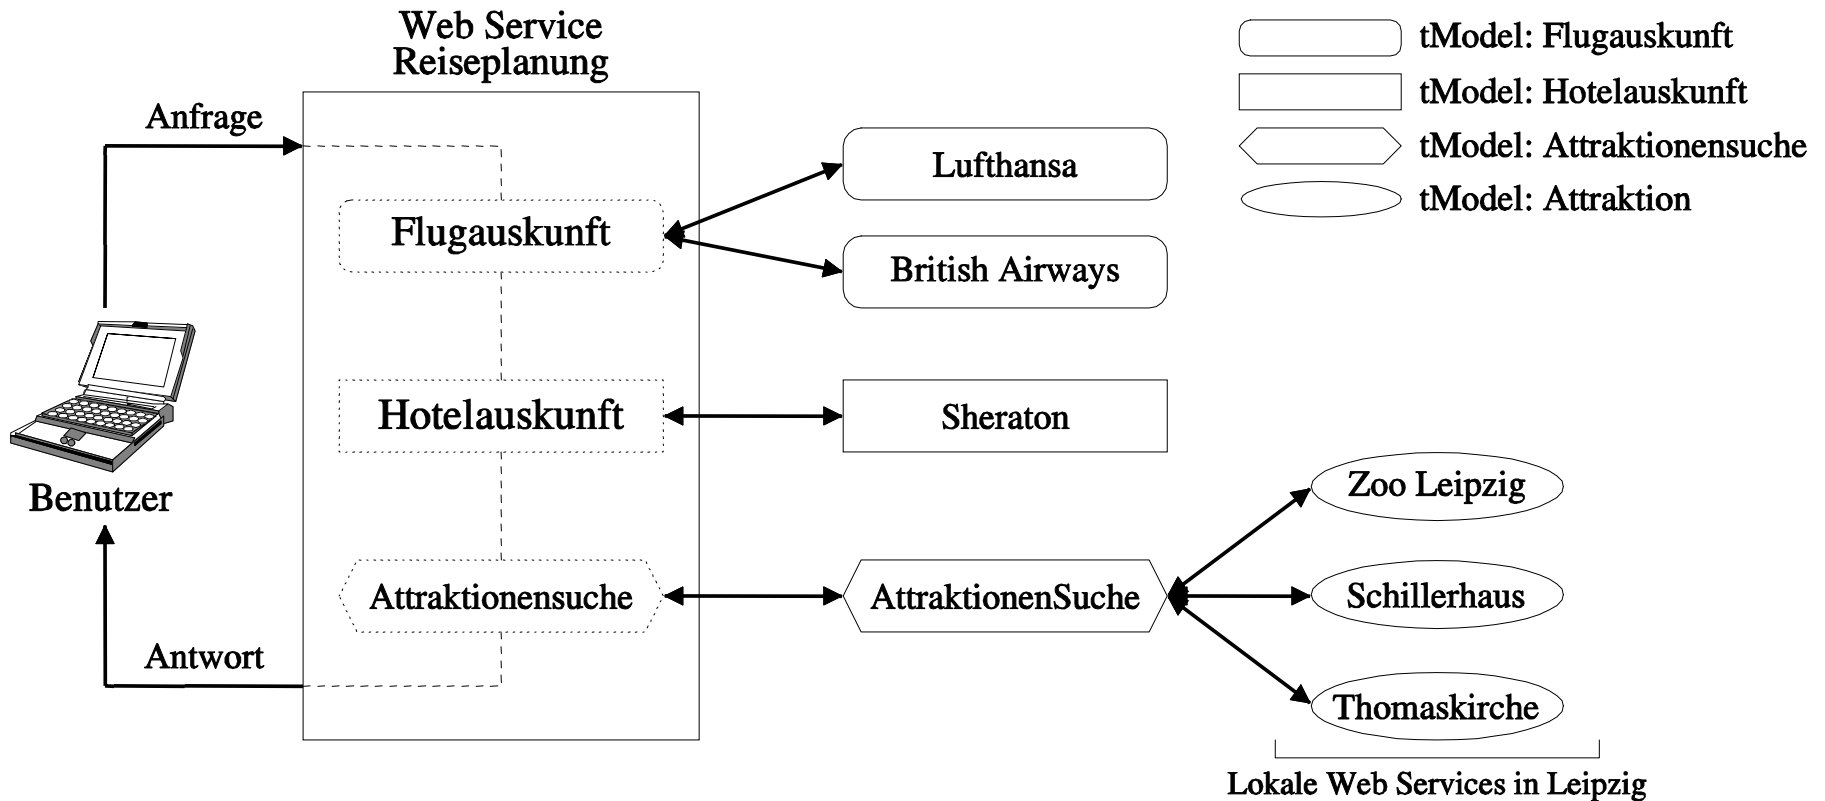 Web Service
Reiseplanung
Anfrage
Flugauskunft
Hotelauskunft
Attraktionensuche
Antwort
Benutzer
Lufthansa
British Airways
Sheraton
AttraktionenSuche
Zoo Leipzig
Schillerhaus
Thomaskirche
Lokale Web Services in Leipzig
tModel: Flugauskunft
tModel: Hotelauskunft
tModel: Attraktionensuche
tModel: Attraktion